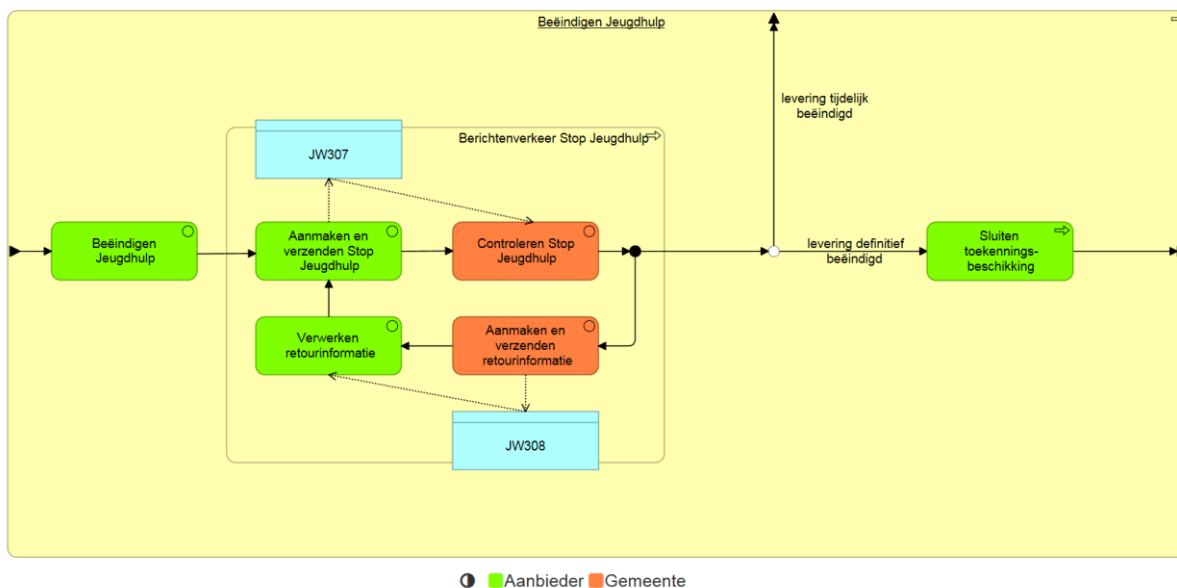 Beëindigen Jeugdhulp
levering tijdelijk
beëindigd
Berichtenverkeer Stop Jeugdhulp
JW307
Beëindigen
Jeugdhulp
Aanmaken en
verzenden Stop
Jeugdhulp
Controleren Stop
Jeugdhulp
levering definitief
beëindigd
Sluiten
toekennings-
beschikking
Verwerken
retourinformatie
Aanmaken en
verzenden
retourinformatie
JW308
Aanbieder Gemeente